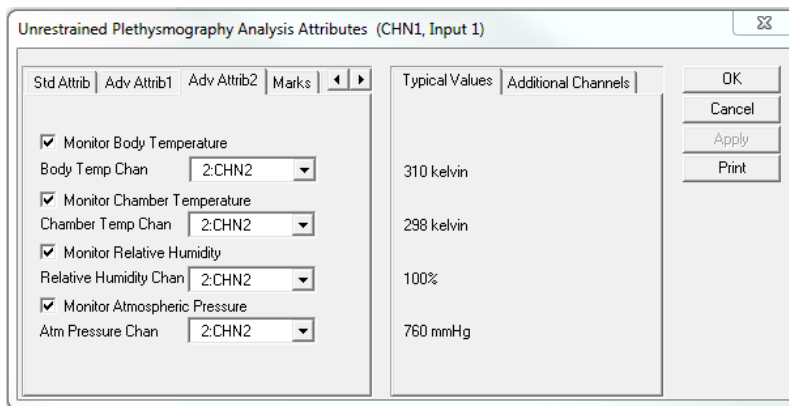 Unrestrained Plethysmography Analysis Attributes (CHN1, Input 1)
Std Attrib Adv Attrib1 Adv Attrib2 Marks
Monitor Body Temperature
Body Temp Chan 2:CHN2
Monitor Chamber Temperature
Chamber Temp Chan 2:CHN2
Monitor Relative Humidity
Relative Humidity Chan 2:CHN2
Monitor Atmospheric Pressure
Atm Pressure Chan 2:CHN2
Typical Values Additional Channels
310 kelvin
298 kelvin
100%
760 mmHg
OK
Cancel
Apply
Print